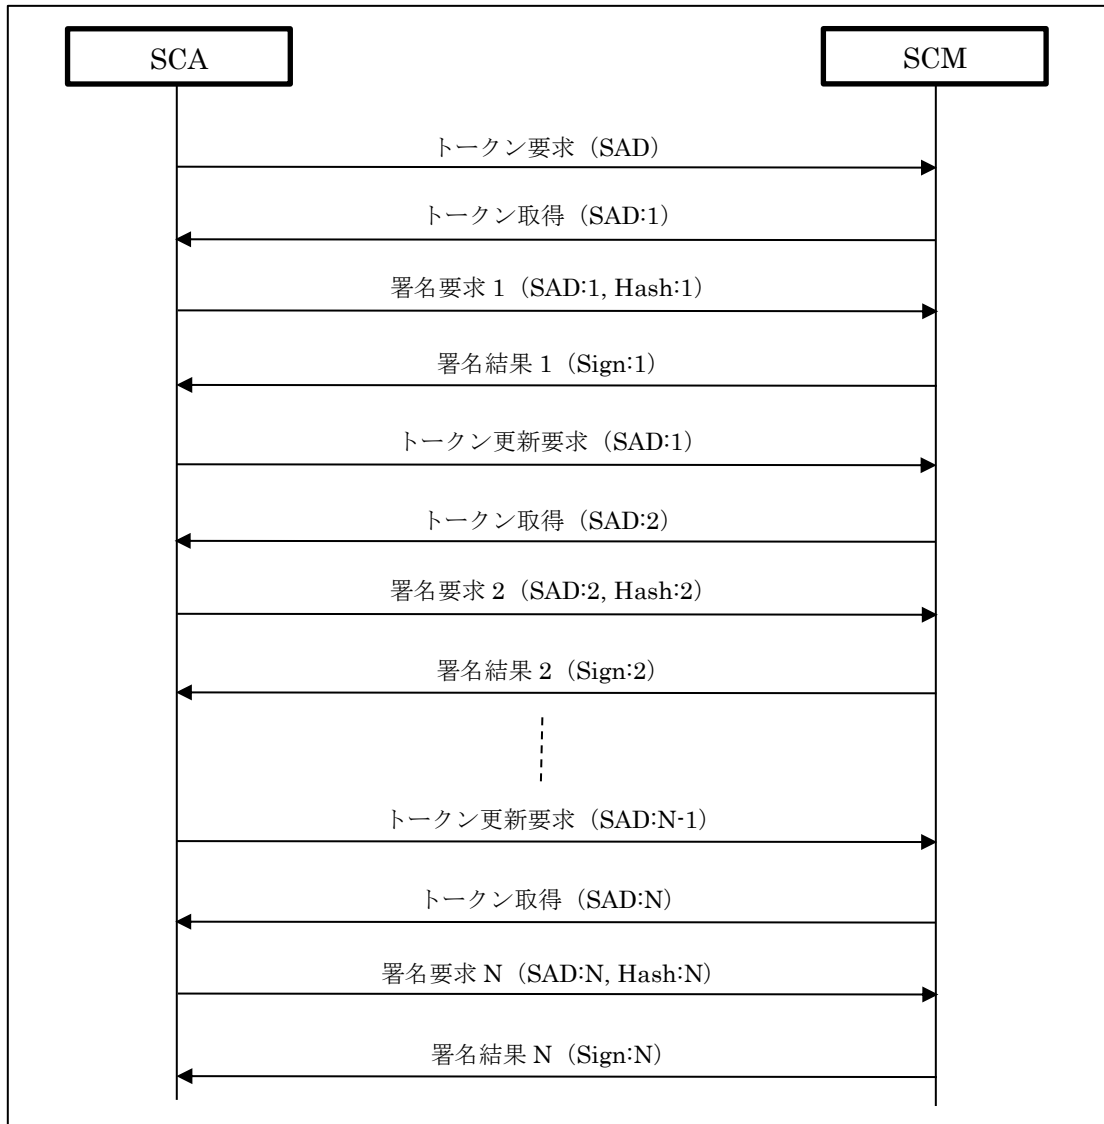 SCA
SCM
トークン要求（SAD）
トークン取得（SAD:1）
署名要求 1（SAD:1, Hash:1）
署名結果 1（Sign:1）
トークン更新要求（SAD:1）
トークン取得（SAD:2）
署名要求 2（SAD:2, Hash:2）
署名結果 2（Sign:2）
トークン更新要求（SAD:N-1）
トークン取得（SAD:N）
署名要求 N（SAD:N, Hash:N）
署名結果 N（Sign:N）